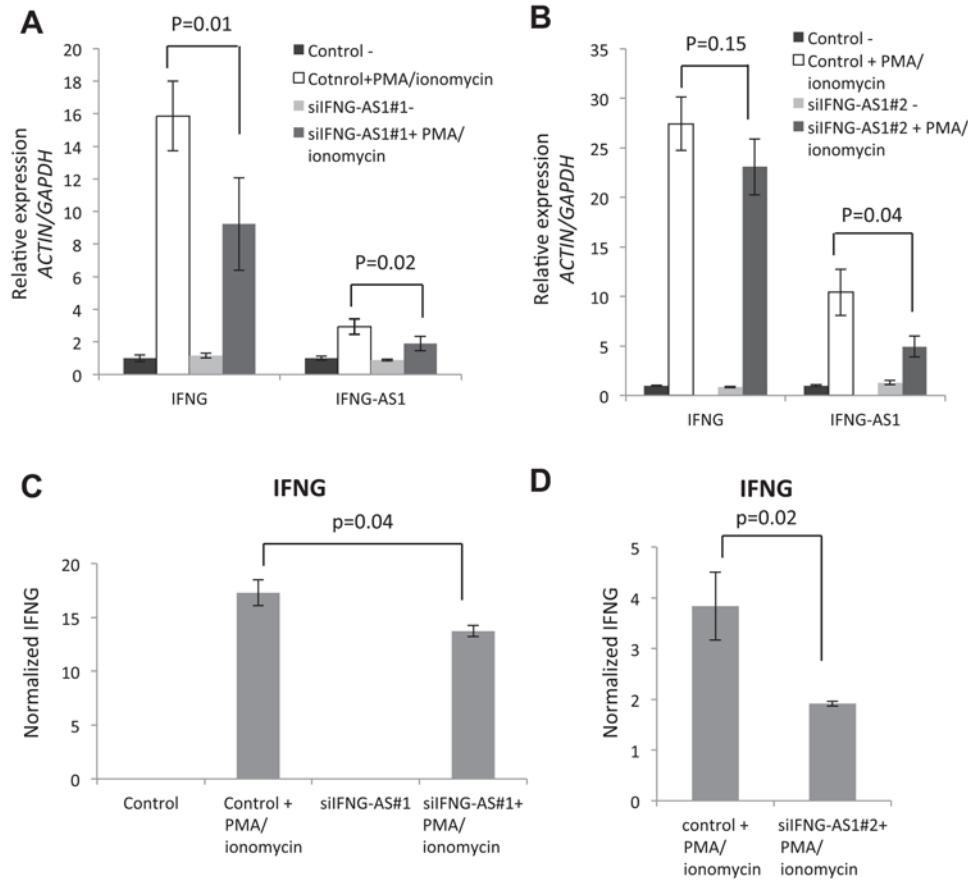 A
P=0.01
Control -
Cotnrol+PMA/ionomycin
siIFNG-AS1#1-
siIFNG-AS1#1+ PMA/
ionomycin
Relative expression
ACTIN/GAPDH
20
18
16
14
12
10
8
6
4
2
0
P=0.02
IFNG
IFNG-AS1
B
P=0.15
Control -
Control + PMA/
ionomycin
siIFNG-AS1#2 -
siIFNG-AS1#2 + PMA/
ionomycin
Relative expression
ACTIN/GAPDH
35
30
25
20
15
10
5
0
P=0.04
IFNG
IFNG-AS1
C
IFNG
p=0.04
Normalized IFNG
20
15
10
5
0
Control
Control +
PMA/
ionomycin
siIFNG-AS#1
siIFNG-AS#1+
PMA/
ionomycin
D
IFNG
p=0.02
Normalized IFNG
5
4
3
2
1
0
control +
PMA/
ionomycin
siIFNG-AS1#2+
PMA/
ionomycin